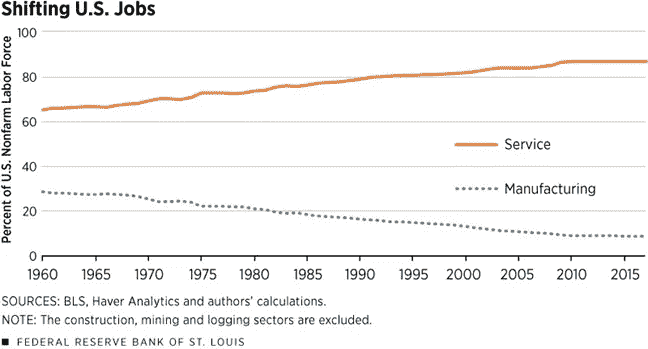 Shifting U.S. Jobs
Percent of U.S. Nonfarm Labor Force
100
80
60
40
20
0
Service
Manufacturing
1960 1965 1970 1975 1980 1985 1990 1995 2000 2005 2010 2015
SOURCES: BLS, Haver Analytics and authors' calculations.
NOTE: The construction, mining and logging sectors are excluded.
■ FEDERAL RESERVE BANK OF ST. LOUIS